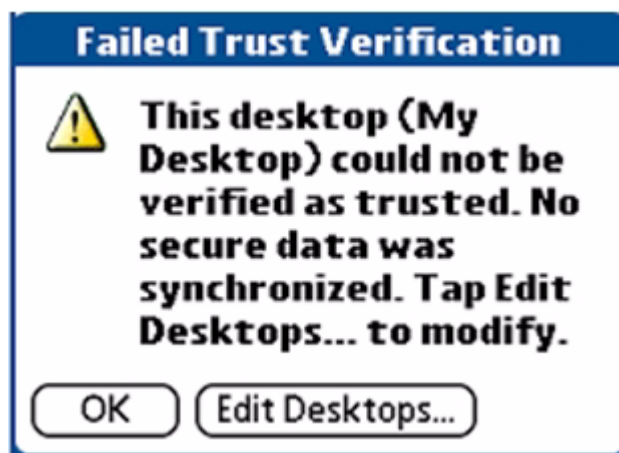 Failed Trust Verification
This desktop (My
Desktop) could not be
verified as trusted. No
secure data was
synchronized. Tap Edit
Desktops... to modify.
OK
Edit Desktops...